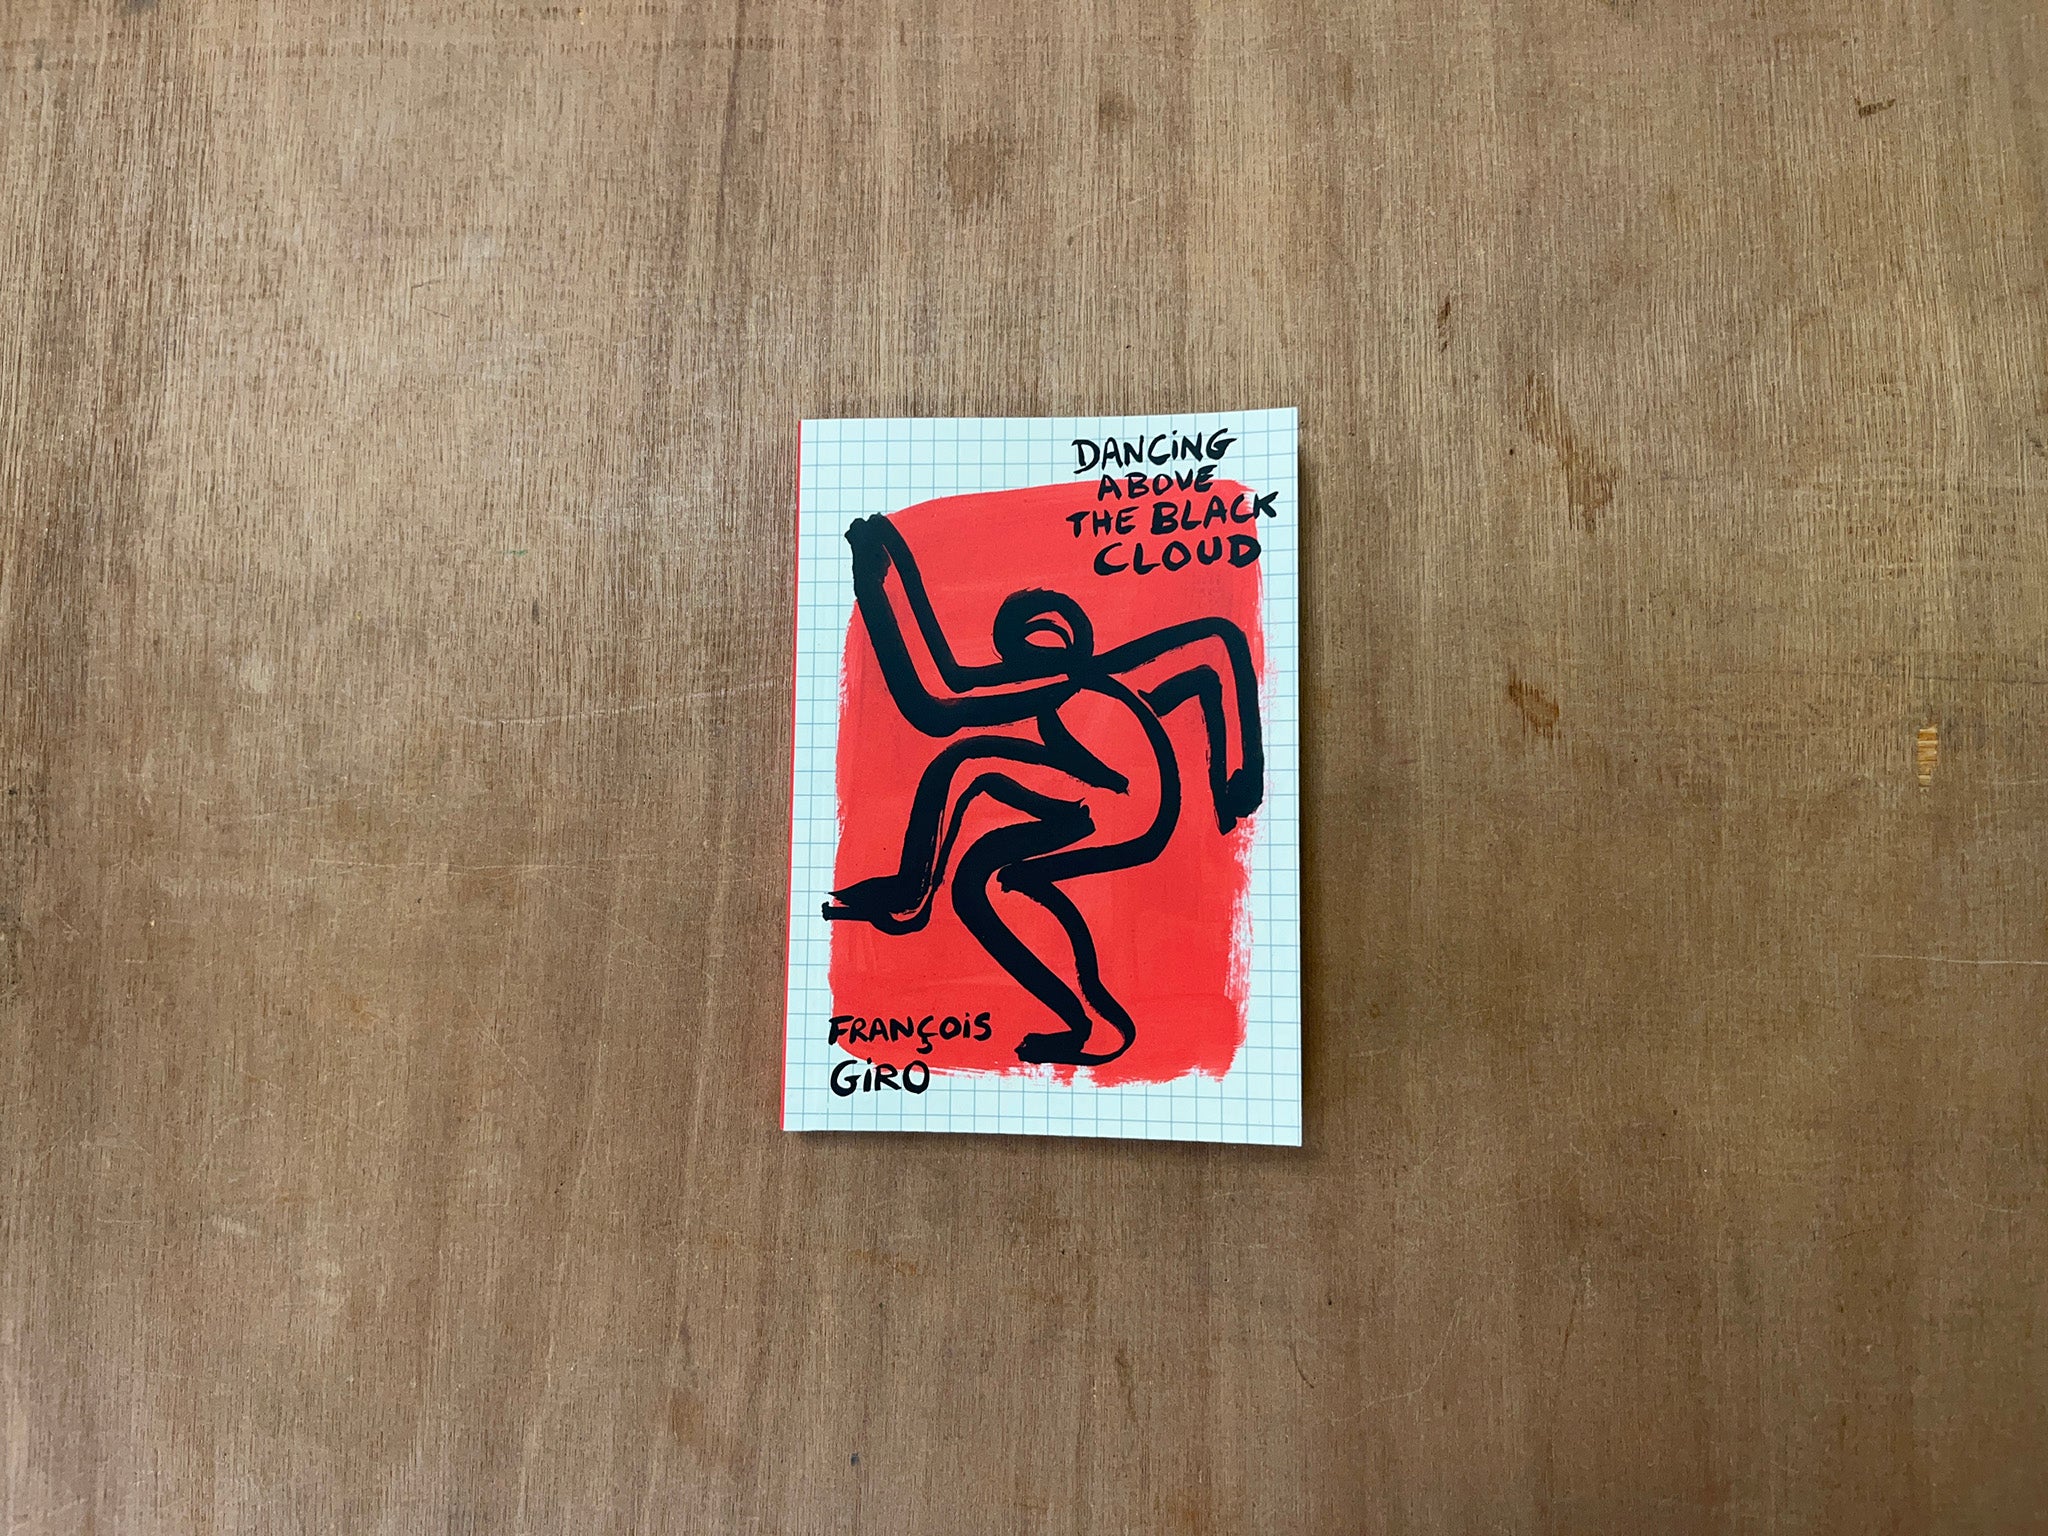 DANCiNG
ABOVE
THE BLACK
CLOUD
FRANÇOiS
GiRO